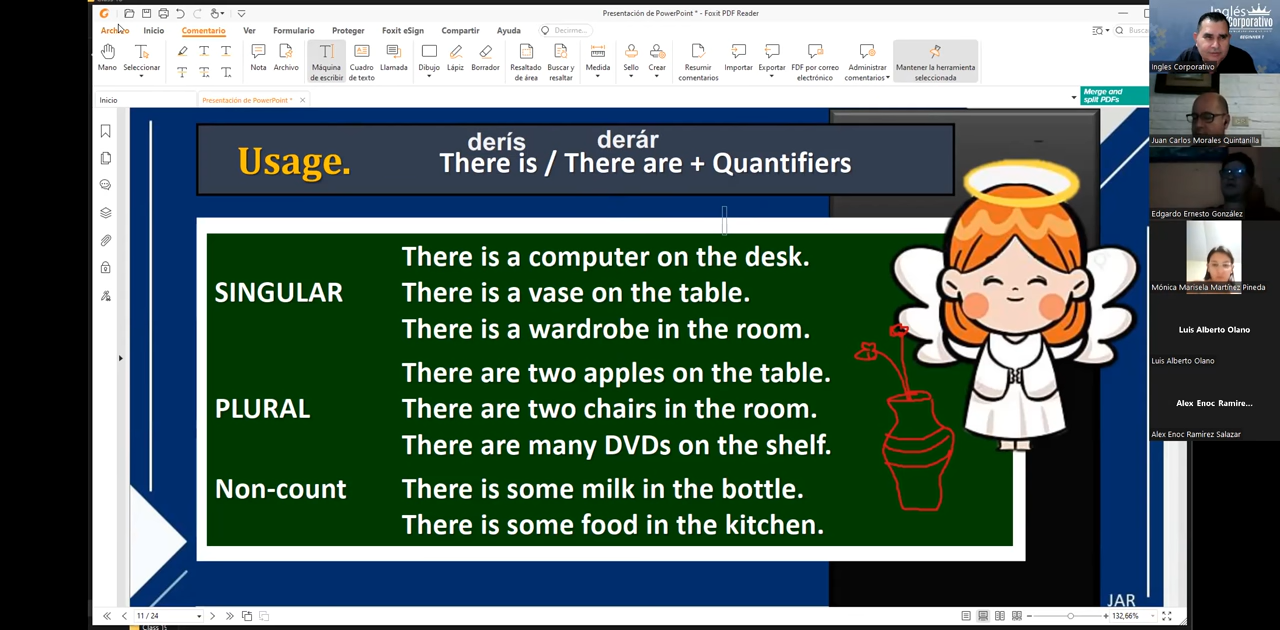 Presentación de PowerPoint * - Foxit PDF Reader
Archivo Inicio Comentario Ver Formulario Proteger Foxit eSign Compartir Ayuda Decirme... Busca
Mano Seleccionar Nota Archivo Máquina de escribir Cuadro de texto Llamada Dibujo Lápiz Borrador Resaltado de área Buscar y resaltar Medida Sello Crear Resumir comentarios Importar Exportar PDF por correo electrónico Administrar comentarios Mantener la herramienta seleccionada
Inicio Presentación de PowerPoint *
Merge and
split PDFs
derís derár
Usage. There is / There are + Quantifiers
There is a computer on the desk.
SINGULAR There is a vase on the table.
There is a wardrobe in the room.
There are two apples on the table.
PLURAL There are two chairs in the room.
There are many DVDs on the shelf.
Non-count There is some milk in the bottle.
There is some food in the kitchen.
JAR
11 / 24 132,66%
Class 15
Inglés
Corporativo
BEGINNER 1
Ingles Corporativo
Juan Carlos Morales Quintanilla
Edgardo Ernesto González
Mónica Marisela Martínez Pineda
Luis Alberto Olano
Luis Alberto Olano
Alex Enoc Ramire...
Alex Enoc Ramirez Salazar